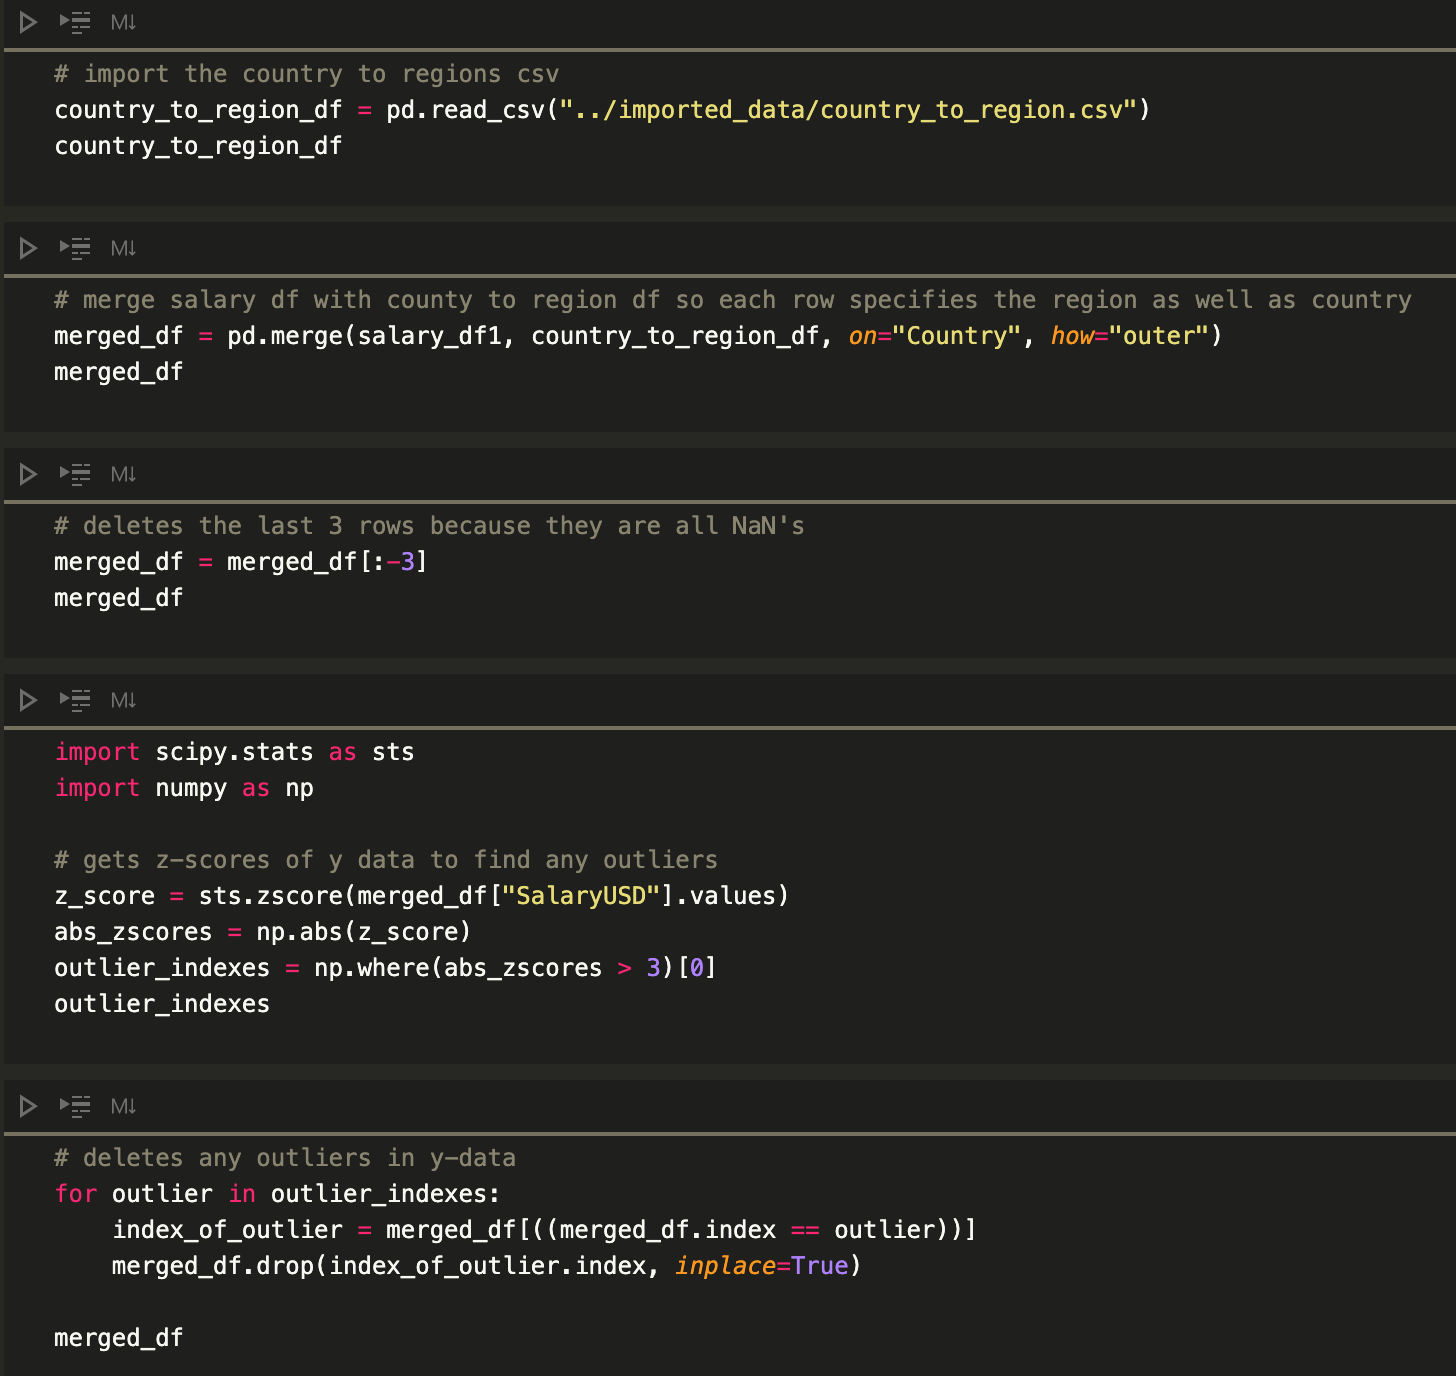 M↓
# import the country to regions csv
country_to_region_df = pd.read_csv("../imported_data/country_to_region.csv")
country_to_region_df
M↓
# merge salary df with county to region df so each row specifies the region as well as country
merged_df = pd.merge(salary_df1, country_to_region_df, on="Country", how="outer")
merged_df
M↓
# deletes the last 3 rows because they are all NaN's
merged_df = merged_df[:-3]
merged_df
M↓
import scipy.stats as sts
import numpy as np
# gets z-scores of y data to find any outliers
z_score = sts.zscore(merged_df["SalaryUSD"].values)
abs_zscores = np.abs(z_score)
outlier_indexes = np.where(abs_zscores > 3)[0]
outlier_indexes
M↓
# deletes any outliers in y-data
for outlier in outlier_indexes:
    index_of_outlier = merged_df[((merged_df.index == outlier))]
    merged_df.drop(index_of_outlier.index, inplace=True)
merged_df